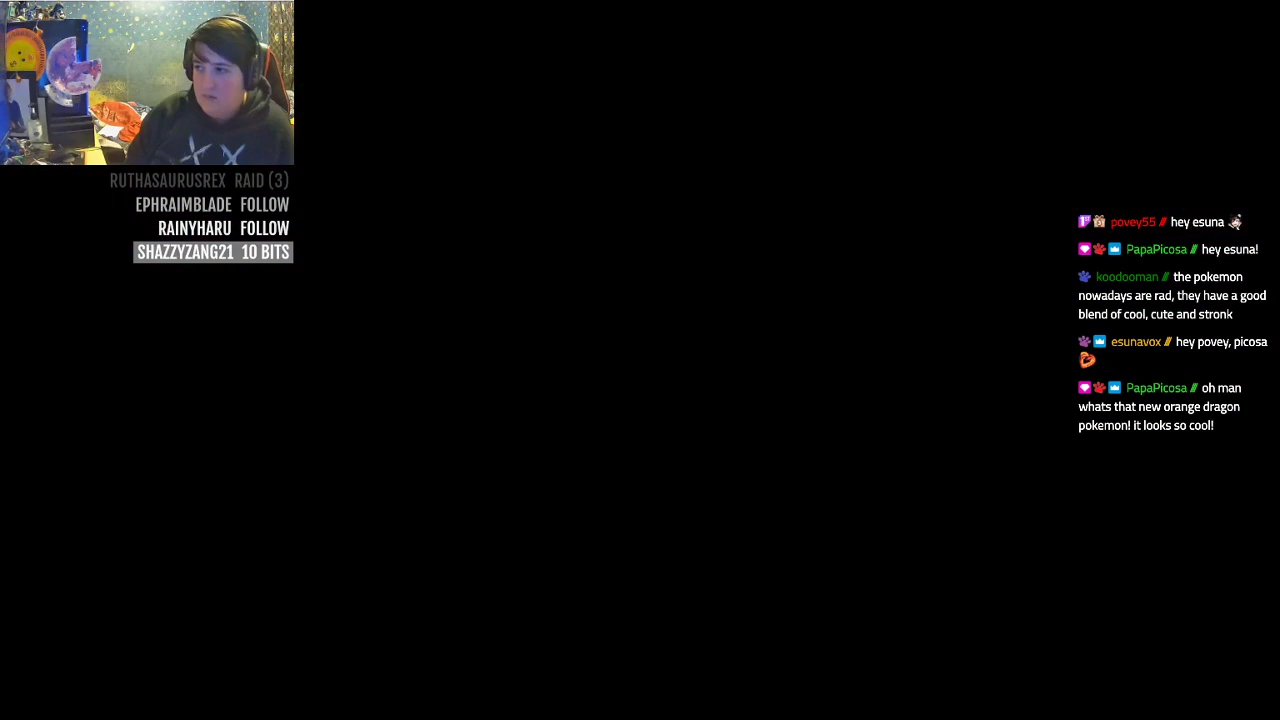 RUTHASAURUSREX RAID (3)
EPHRAIMBLADE FOLLOW
RAINYHARU FOLLOW
SHAZZYZANG21 10 BITS
povey55 // hey esuna
PapaPicosa // hey esuna!
koodooman // the pokemon
nowadays are rad, they have a good
blend of cool, cute and stronk
esunavox // hey povey, picosa
PapaPicosa // oh man
whats that new orange dragon
pokemon! it looks so cool!